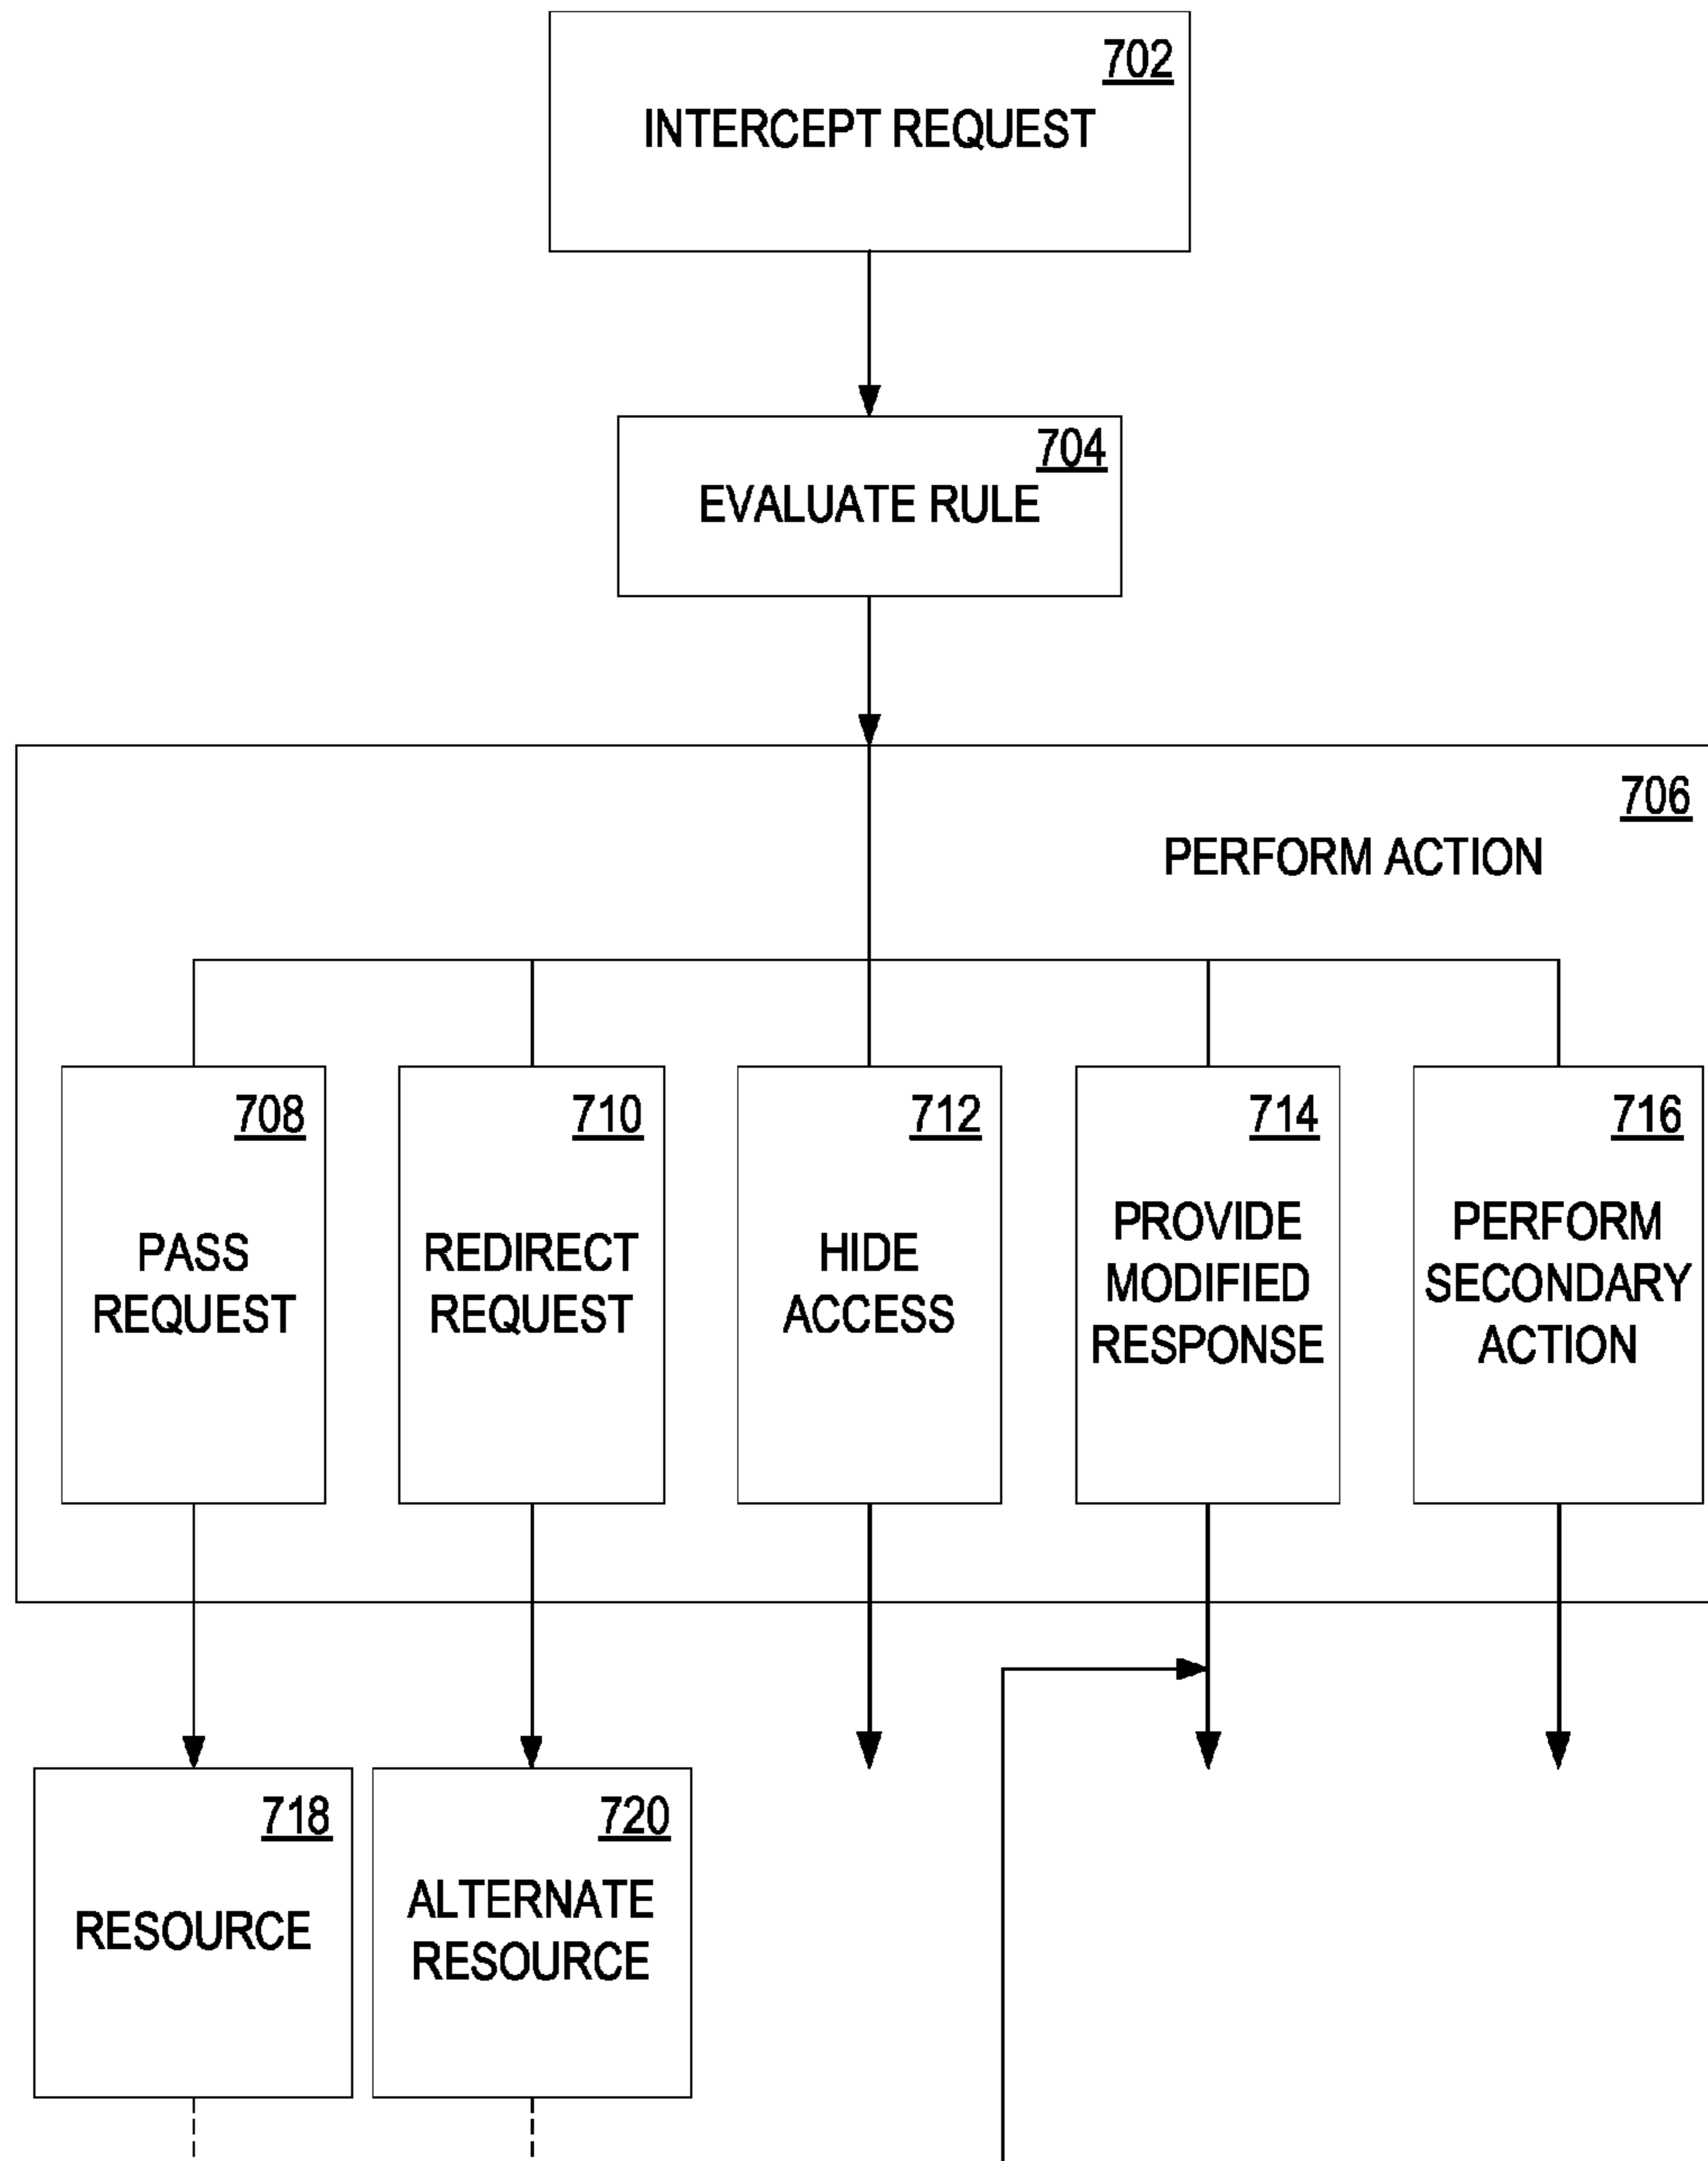 702
INTERCEPT REQUEST
704
EVALUATE RULE
706
PERFORM ACTION
708
PASS
REQUEST
710
REDIRECT
REQUEST
712
HIDE
ACCESS
714
PROVIDE
MODIFIED
RESPONSE
716
PERFORM
SECONDARY
ACTION
718
RESOURCE
720
ALTERNATE
RESOURCE